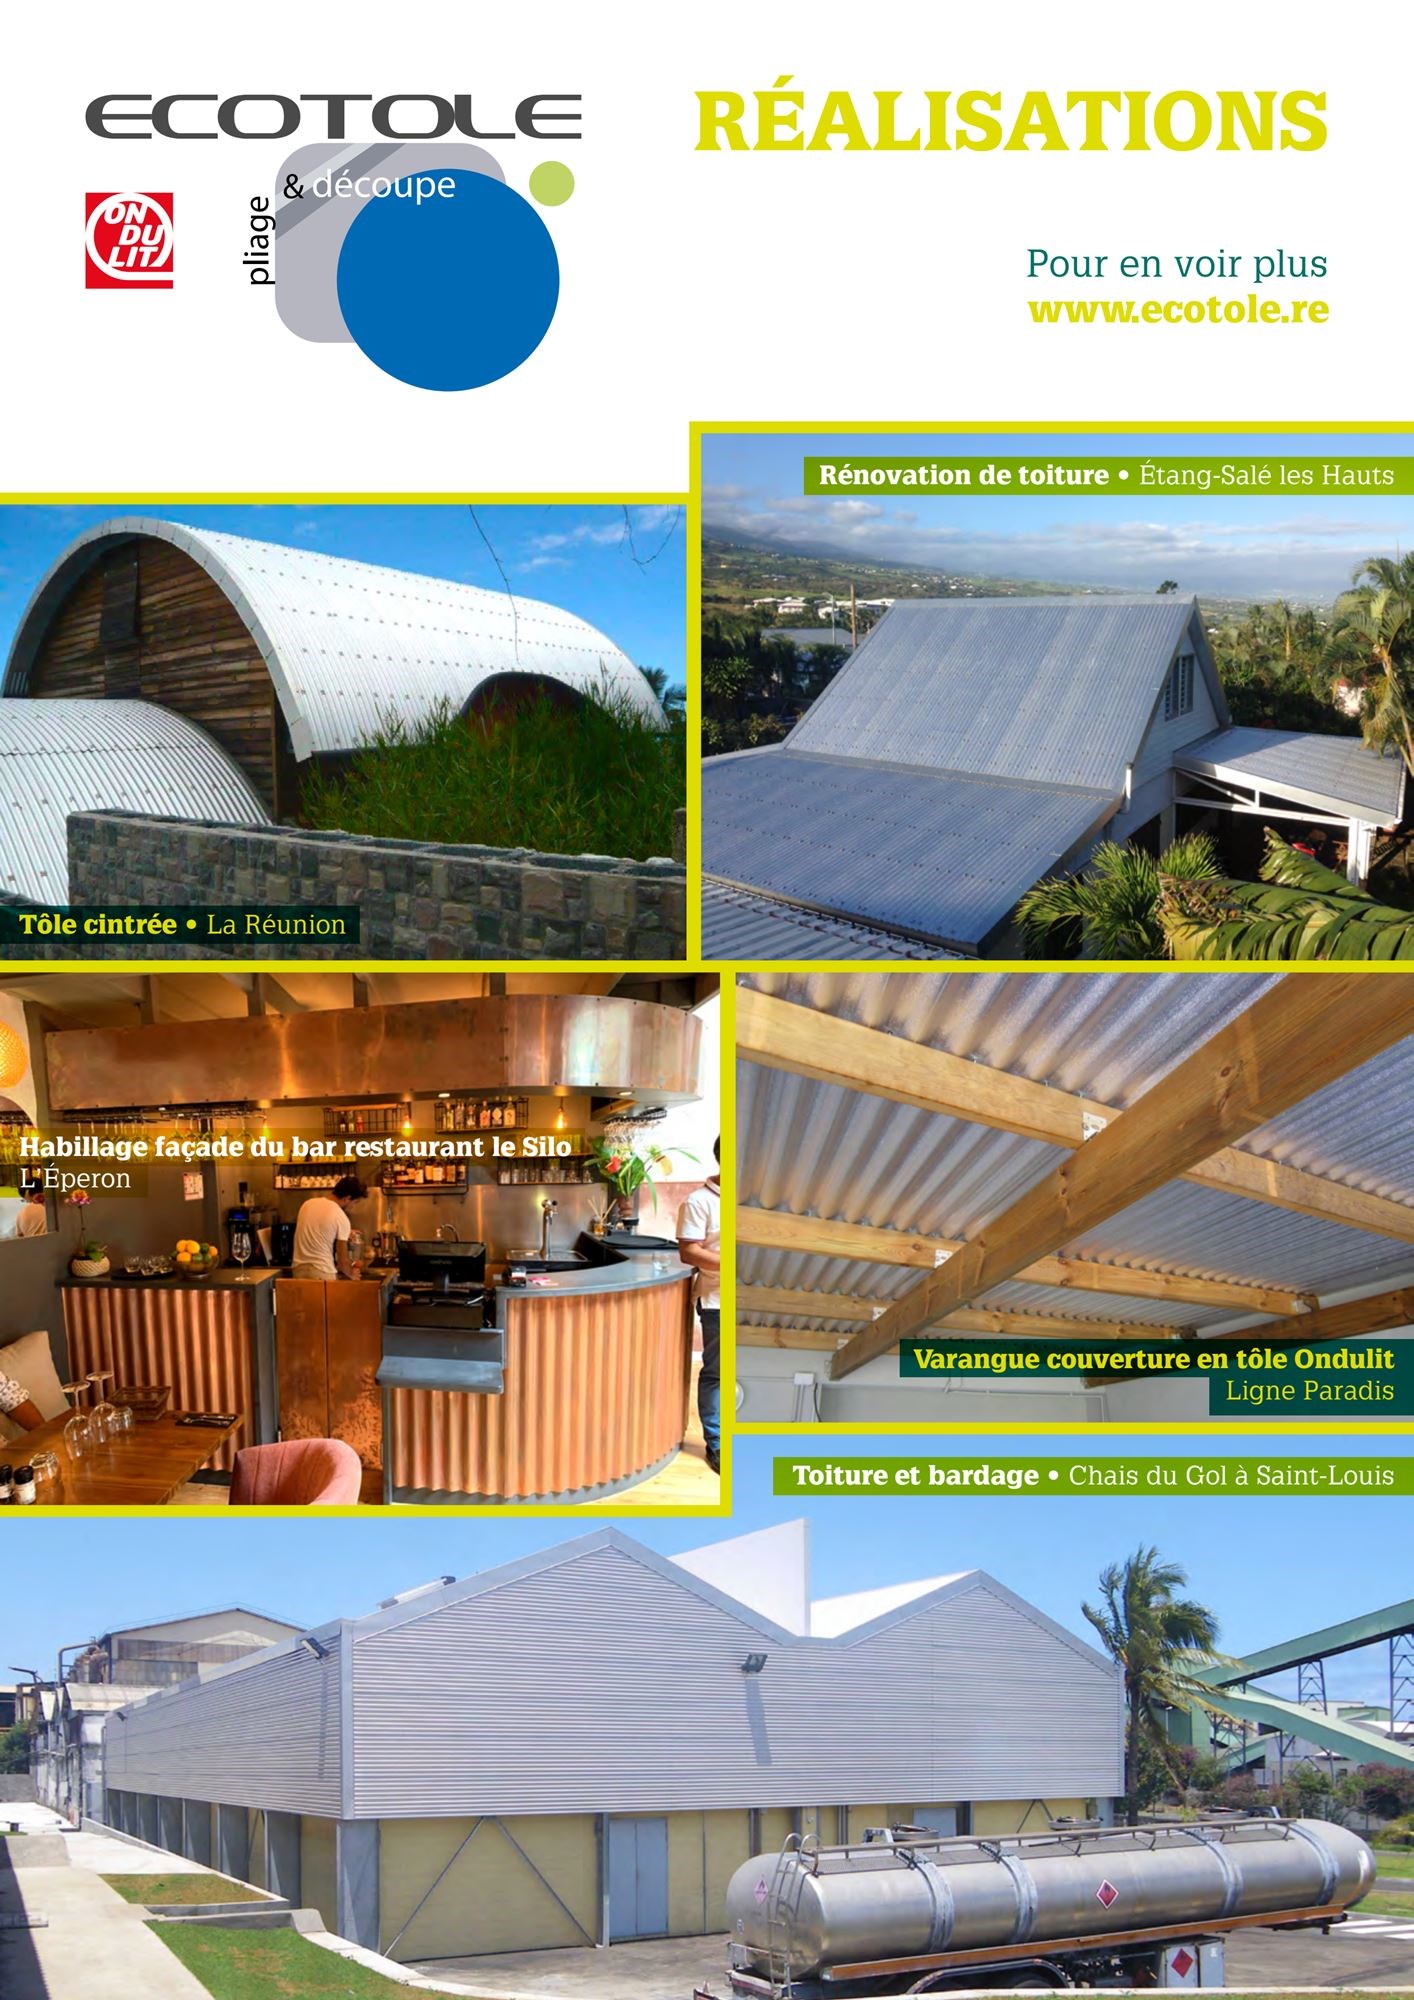 ECOTOLE
pliage
& découpe
ON
DU
LIT
RÉALISATIONS
Pour en voir plus
www.ecotole.re
Rénovation de toiture • Étang-Salé les Hauts
Tôle cintrée • La Réunion
Habillage façade du bar restaurant le Silo
L'Éperon
Varangue couverture en tôle Ondulit
Ligne Paradis
Toiture et bardage • Chais du Gol à Saint-Louis